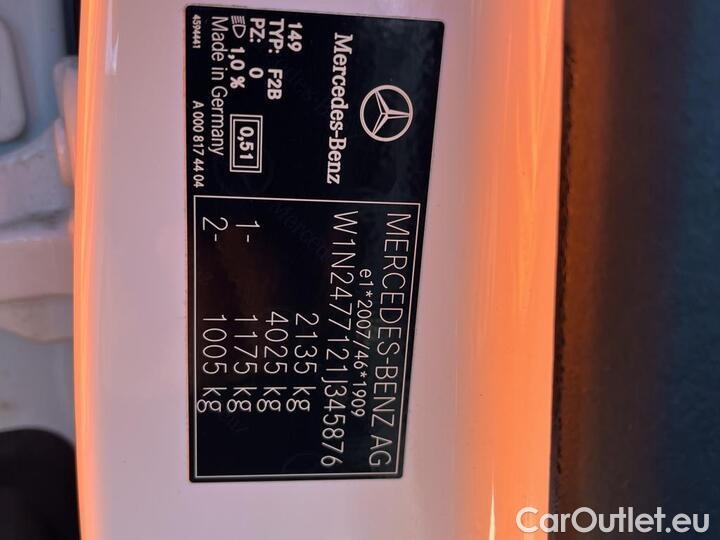 MERCEDES-BENZ AG
e1*2007/46*1909
W1N2477121J345876
2135 kg
4025 kg
1- 1175 kg
2- 1005 kg
Mercedes-Benz
149
TYP: F2B
PZ: 0
1,0 % 0,51
Made in Germany
4594441 A 000 817 44 04
CarOutlet.eu